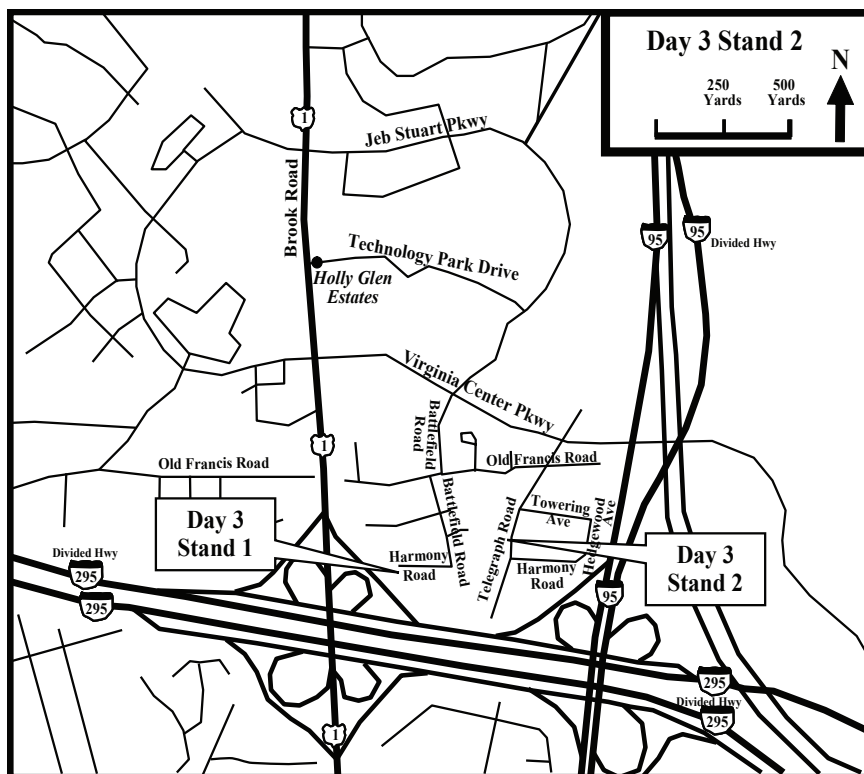 Day 3 Stand 2
N
250
Yards
500
Yards
1
Jeb Stuart Pkwy
Brook Road
95
95
Divided Hwy
Technology Park Drive
Holly Glen
Estates
Virginia Center Pkwy
Battlefield
Road
1
Old Francis Road
Old Francis Road
Battlefield Road
Telegraph Road
Towering
Ave
Hedgewood
Ave
Day 3
Stand 1
Divided Hwy
295
295
Harmony
Road
Harmony
Road
Day 3
Stand 2
95
295
Divided Hwy
295
1